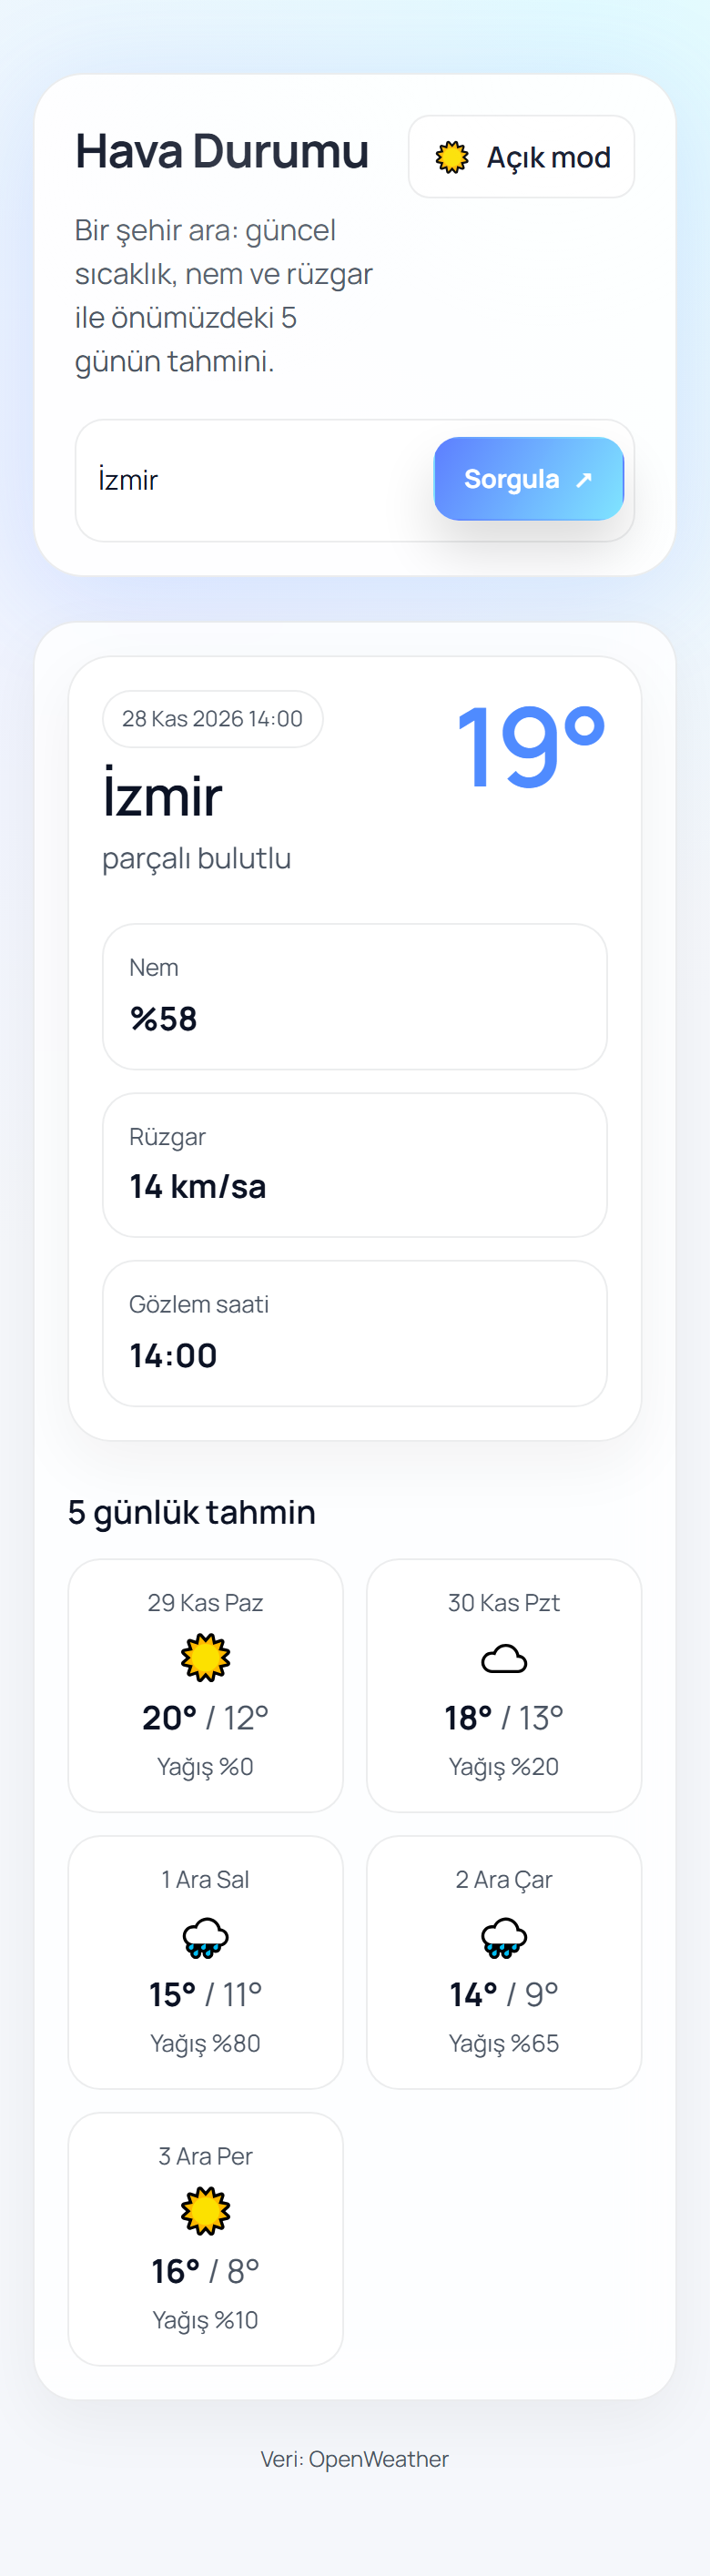 Hava Durumu
Açık mod
Bir şehir ara: güncel
sıcaklık, nem ve rüzgar
ile önümüzdeki 5
günün tahmini.
İzmir
Sorgula ↗
28 Kas 2026 14:00
19°
İzmir
parçalı bulutlu
Nem
%58
Rüzgar
14 km/sa
Gözlem saati
14:00
5 günlük tahmin
29 Kas Paz
20° / 12°
Yağış %0
30 Kas Pzt
18° / 13°
Yağış %20
1 Ara Sal
15° / 11°
Yağış %80
2 Ara Çar
14° / 9°
Yağış %65
3 Ara Per
16° / 8°
Yağış %10
Veri: OpenWeather